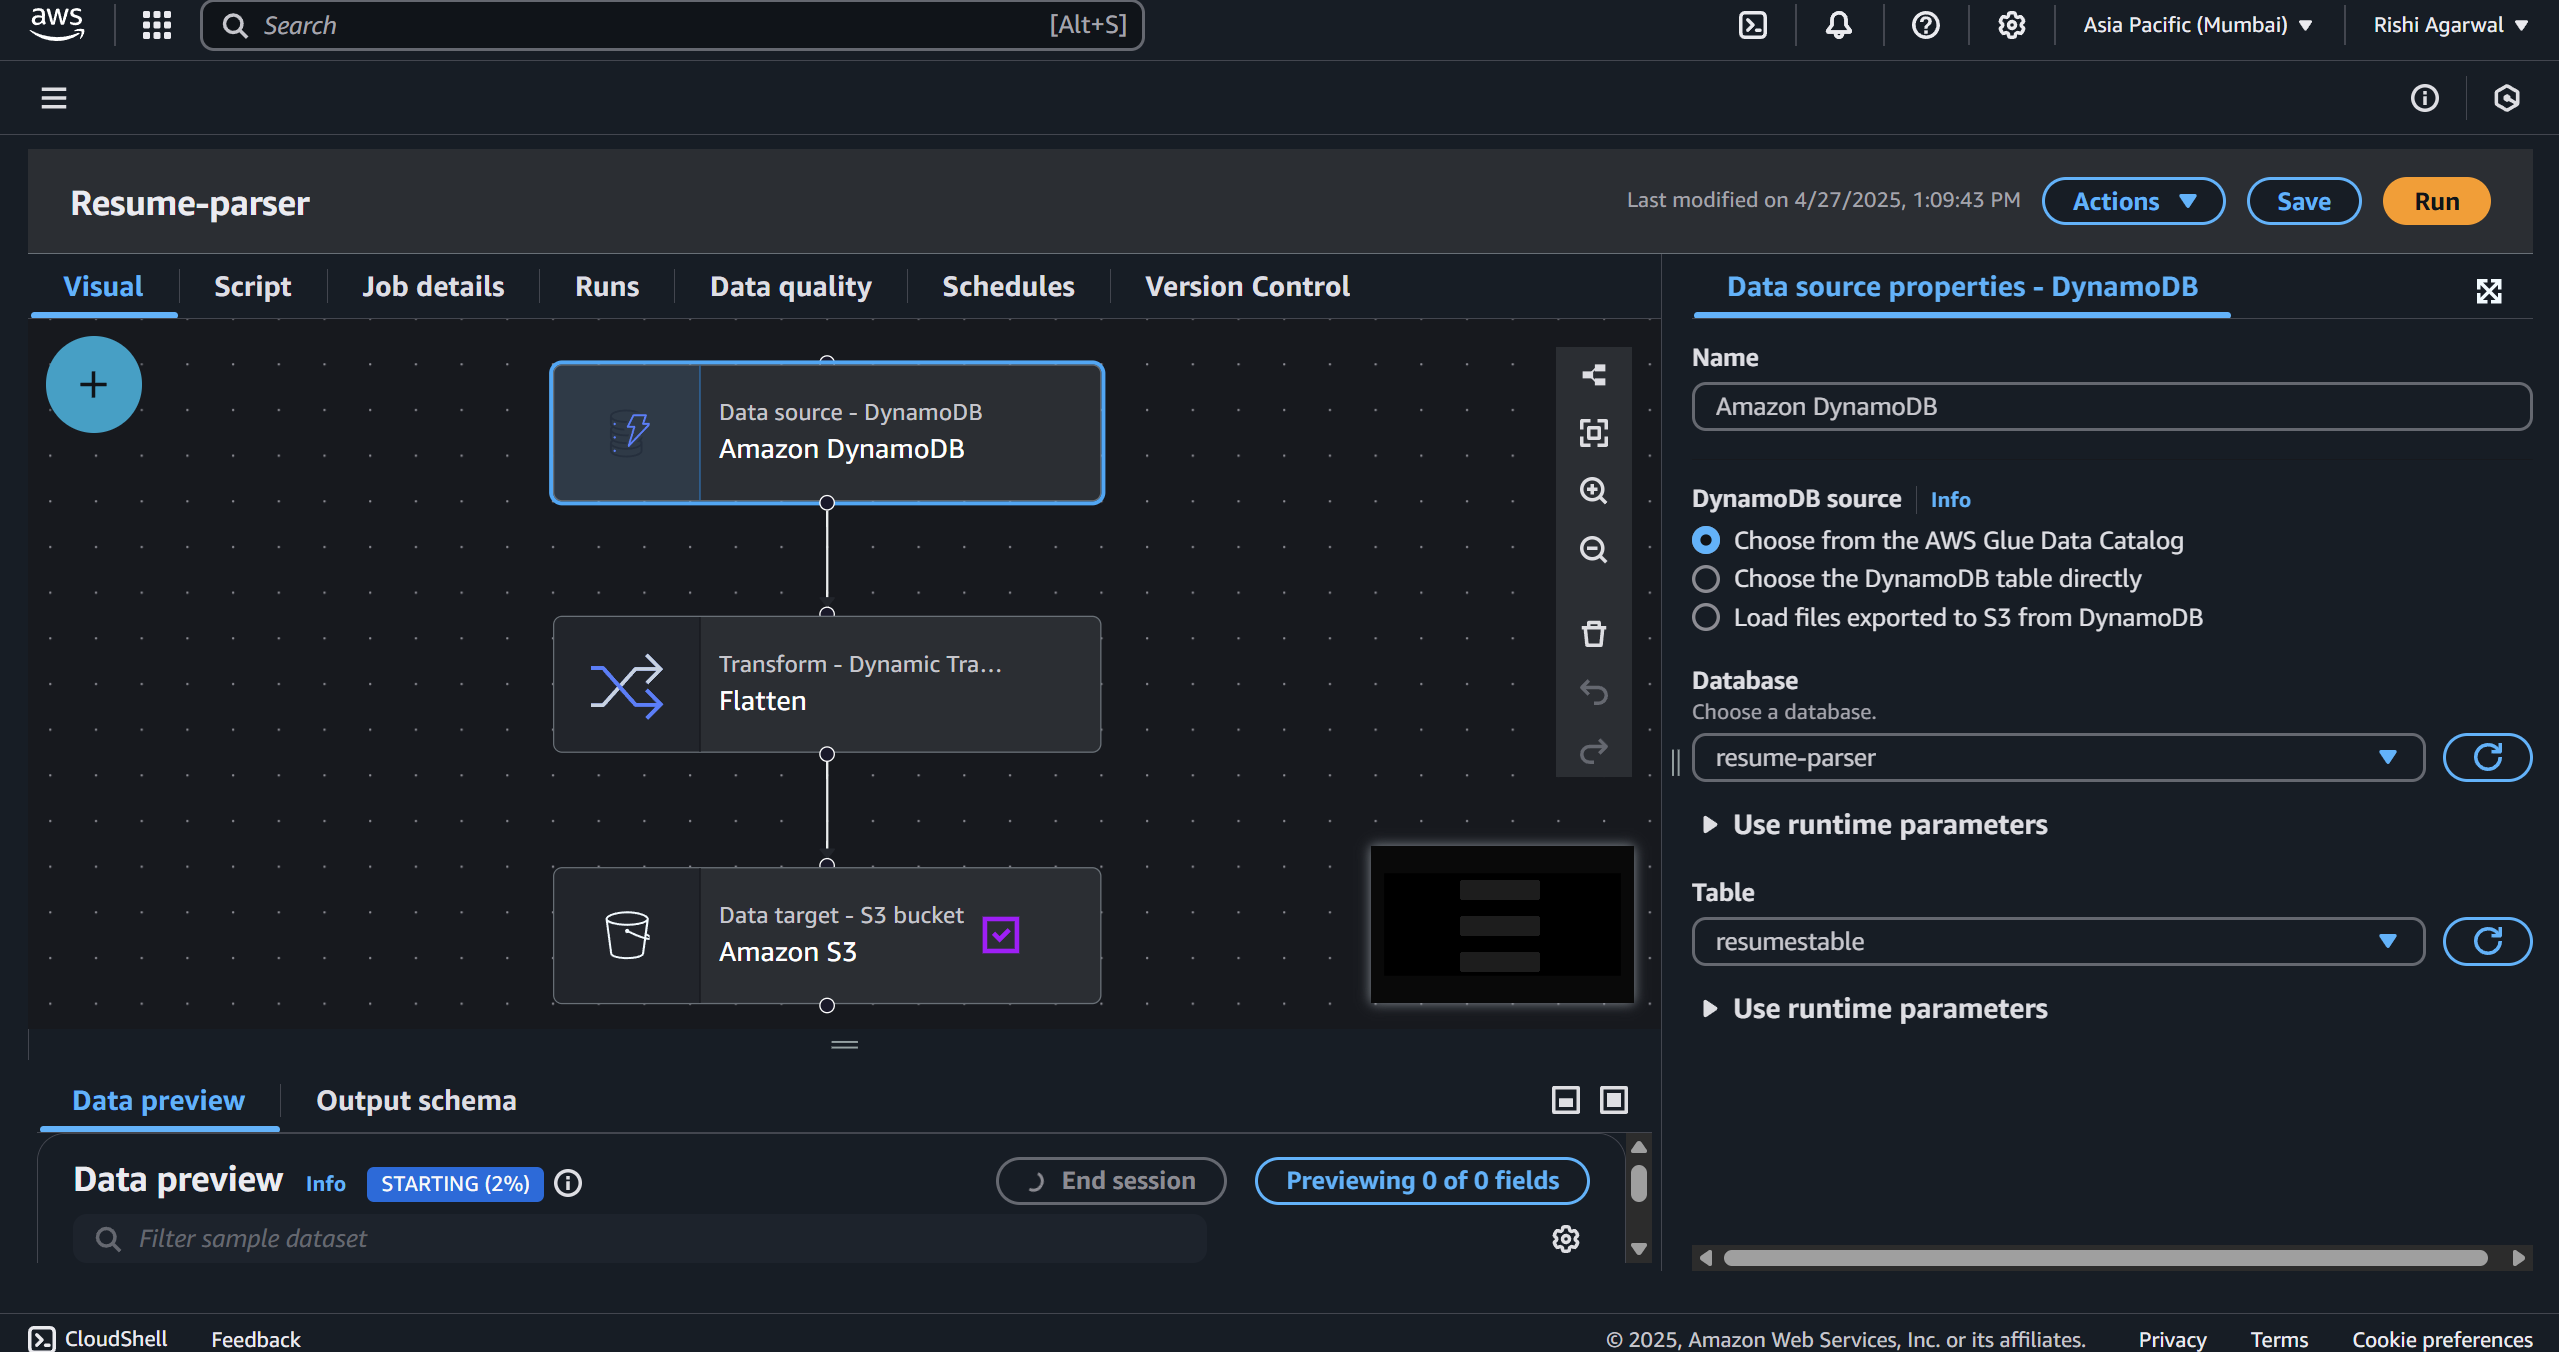 aws
Search [Alt+S]
Asia Pacific (Mumbai)
Rishi Agarwal
Resume-parser
Last modified on 4/27/2025, 1:09:43 PM
Actions
Save
Run
Visual
Script
Job details
Runs
Data quality
Schedules
Version Control
Data source - DynamoDB
Amazon DynamoDB
Transform - Dynamic Tra...
Flatten
Data target - S3 bucket
Amazon S3
Data source properties - DynamoDB
Name
Amazon DynamoDB
DynamoDB source
Info
Choose from the AWS Glue Data Catalog
Choose the DynamoDB table directly
Load files exported to S3 from DynamoDB
Database
Choose a database.
resume-parser
Use runtime parameters
Table
resumestable
Use runtime parameters
Data preview
Output schema
Data preview
Info
STARTING (2%)
End session
Previewing 0 of 0 fields
Filter sample dataset
CloudShell
Feedback
© 2025, Amazon Web Services, Inc. or its affiliates.
Privacy
Terms
Cookie preferences